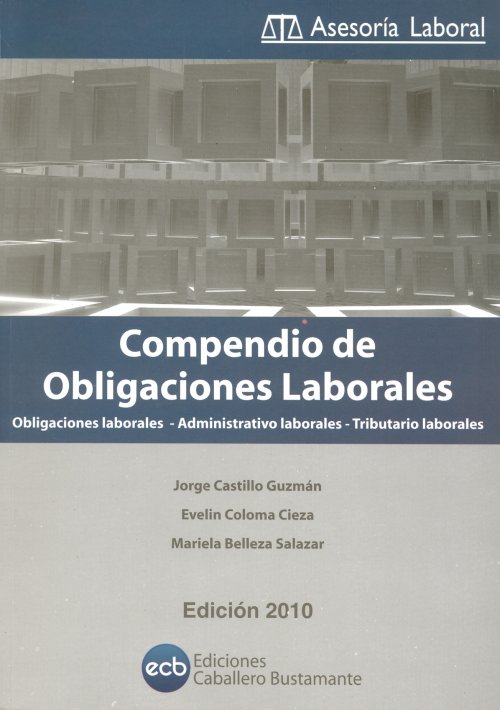 Asesoría Laboral
Compendio de
Obligaciones Laborales
Obligaciones laborales - Administrativo laborales - Tributario laborales
Jorge Castillo Guzmán
Evelin Coloma Cieza
Mariela Belleza Salazar
Edición 2010
ecb Ediciones
Caballero Bustamante